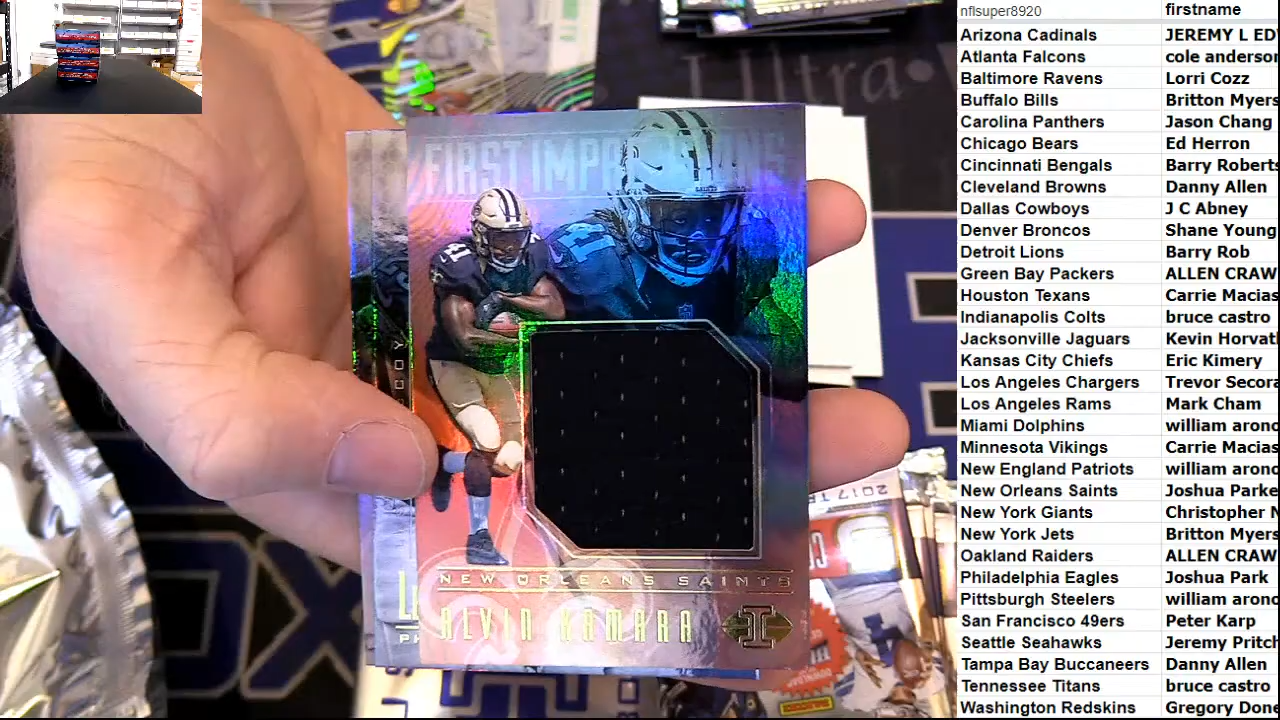 nflsuper8920 firstname
Arizona Cadinals JEREMY L ED
Atlanta Falcons cole anderson
Baltimore Ravens Lorri Cozz
Buffalo Bills Britton Myers
Carolina Panthers Jason Chang
Chicago Bears Ed Herron
Cincinnati Bengals Barry Roberts
Cleveland Browns Danny Allen
Dallas Cowboys J C Abney
Denver Broncos Shane Young
Detroit Lions Barry Rob
Green Bay Packers ALLEN CRAW
Houston Texans Carrie Macias
Indianapolis Colts bruce castro
Jacksonville Jaguars Kevin Horvat
Kansas City Chiefs Eric Kimery
Los Angeles Chargers Trevor Secora
Los Angeles Rams Mark Cham
Miami Dolphins william arono
Minnesota Vikings Carrie Macias
New England Patriots william arono
New Orleans Saints Joshua Parke
New York Giants Christopher N
New York Jets Britton Myers
Oakland Raiders ALLEN CRAW
Philadelphia Eagles Joshua Park
Pittsburgh Steelers william arono
San Francisco 49ers Peter Karp
Seattle Seahawks Jeremy Pritch
Tampa Bay Buccaneers Danny Allen
Tennessee Titans bruce castro
Washington Redskins Gregory Done
FIRST IMPRESSIONS
NEW ORLEANS SAINTS
ALVIN KAMARA
Ultra
2017